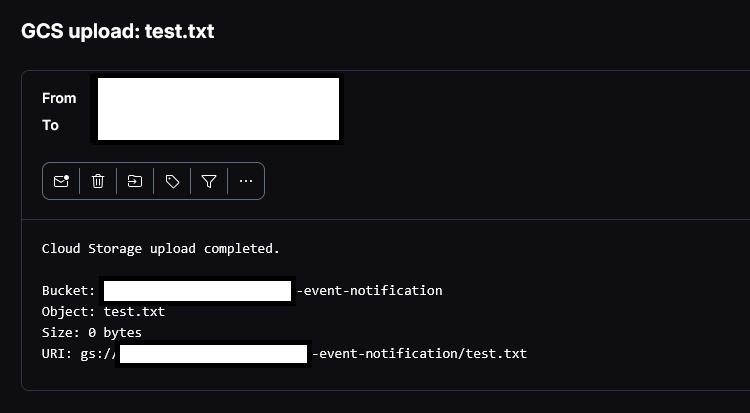 GCS upload: test.txt
From
To
Cloud Storage upload completed.
Bucket: -event-notification
Object: test.txt
Size: 0 bytes
URI: gs:// -event-notification/test.txt